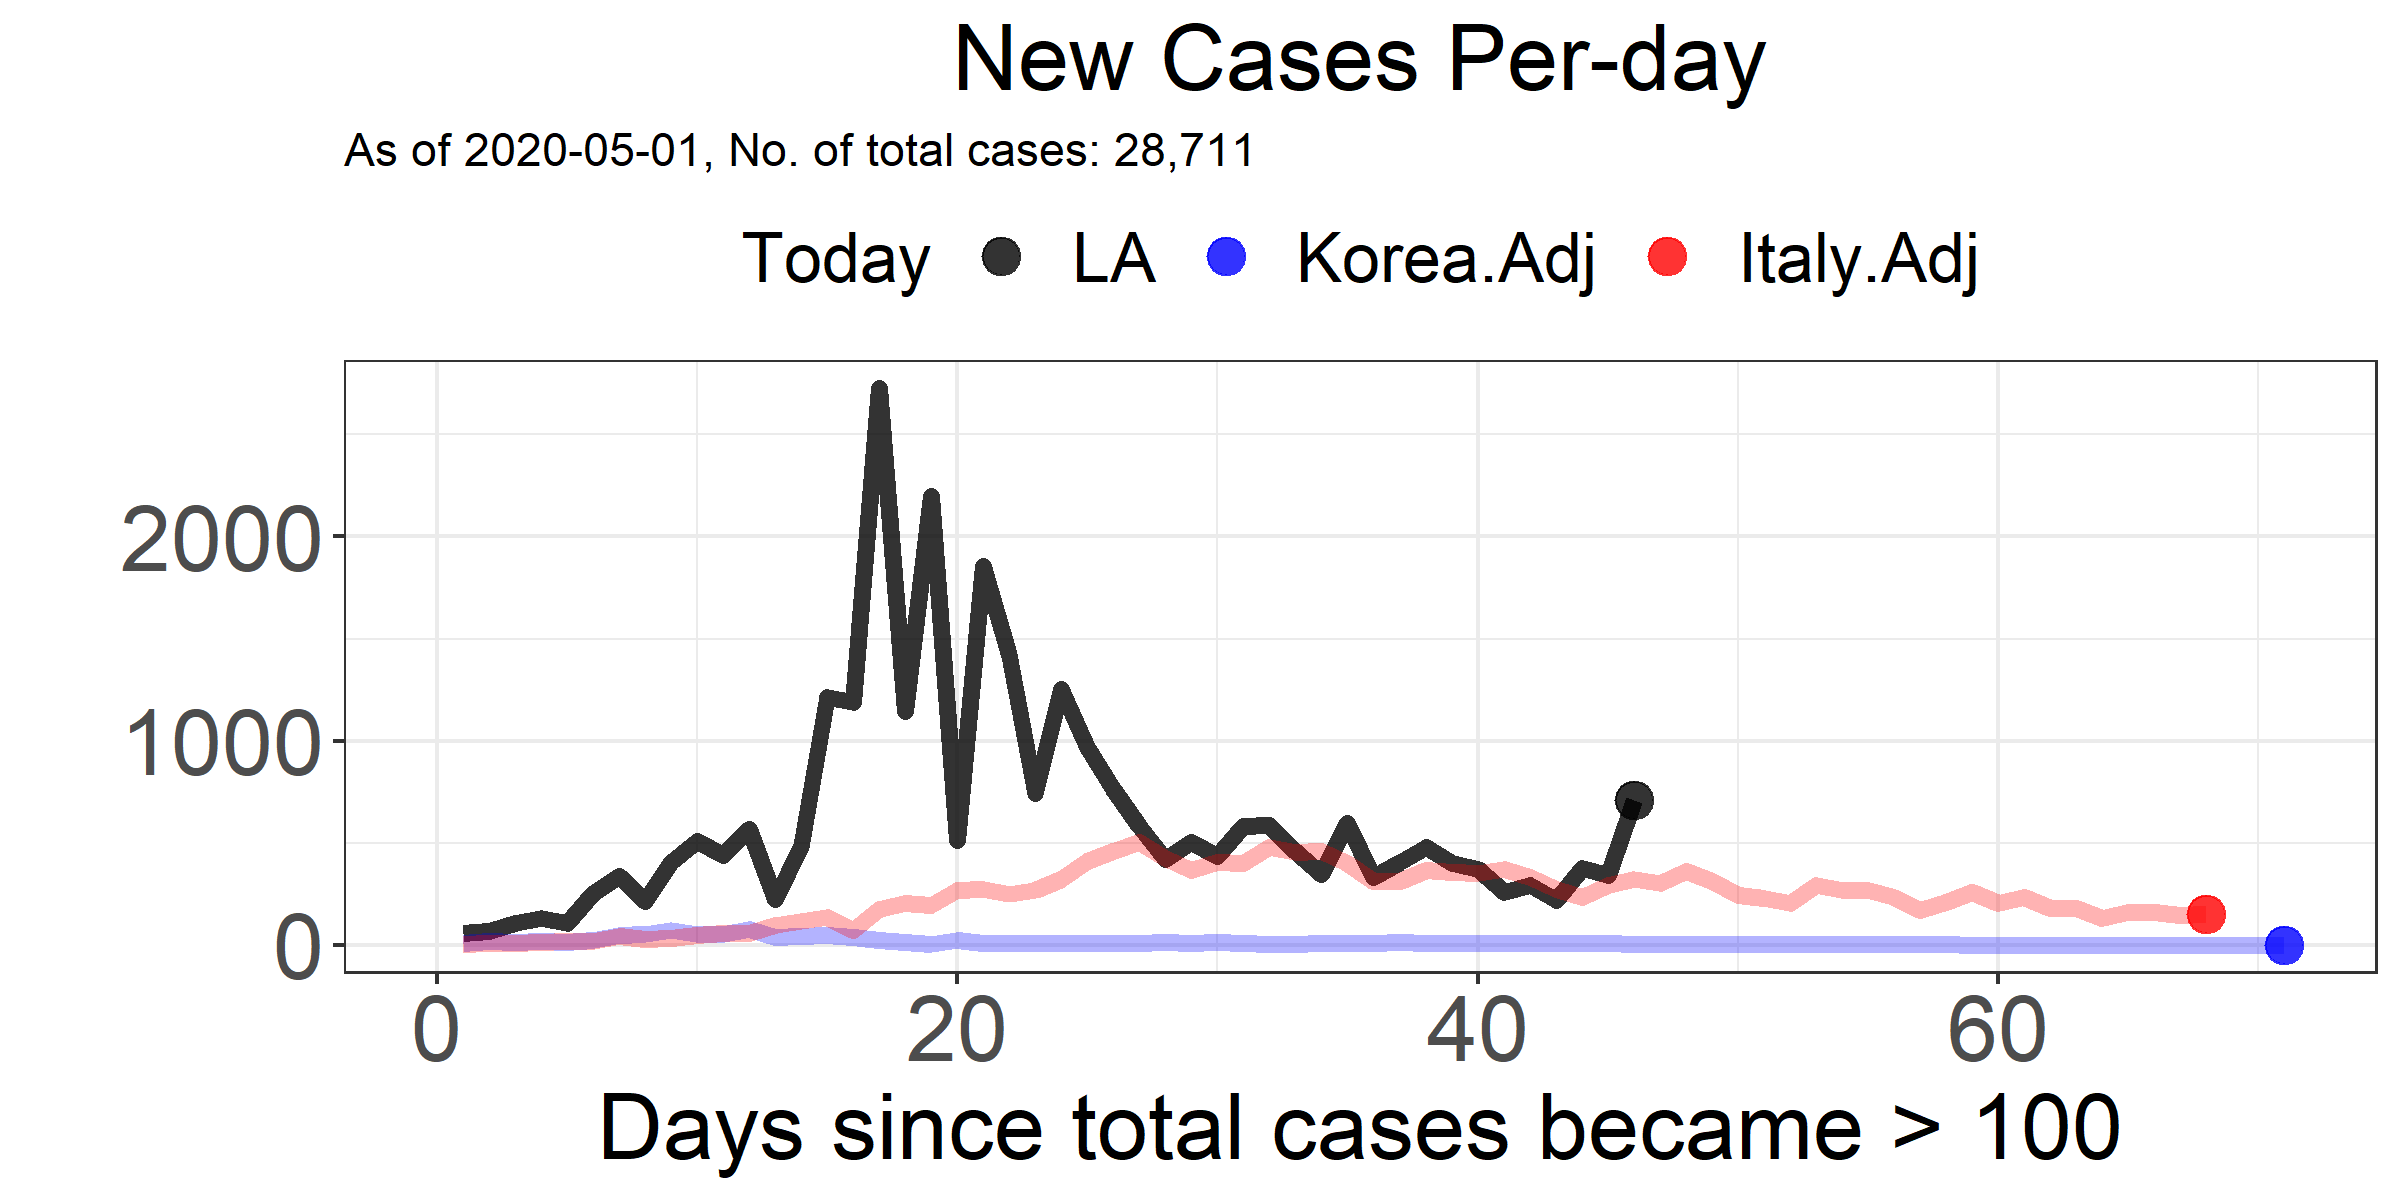 New Cases Per-day
As of 2020-05-01, No. of total cases: 28,711
Today LA Korea.Adj Italy.Adj
2000
1000
0
0 20 40 60
Days since total cases became > 100